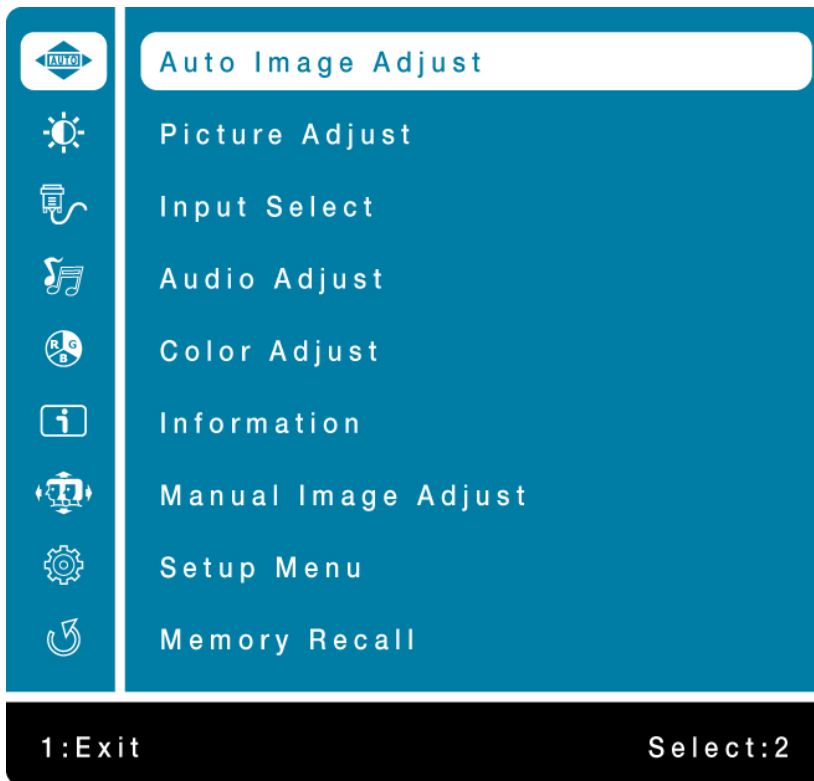 AUTO
Auto Image Adjust
Picture Adjust
Input Select
Audio Adjust
R G B
Color Adjust
i
Information
Manual Image Adjust
Setup Menu
Memory Recall
1:Exit
Select:2